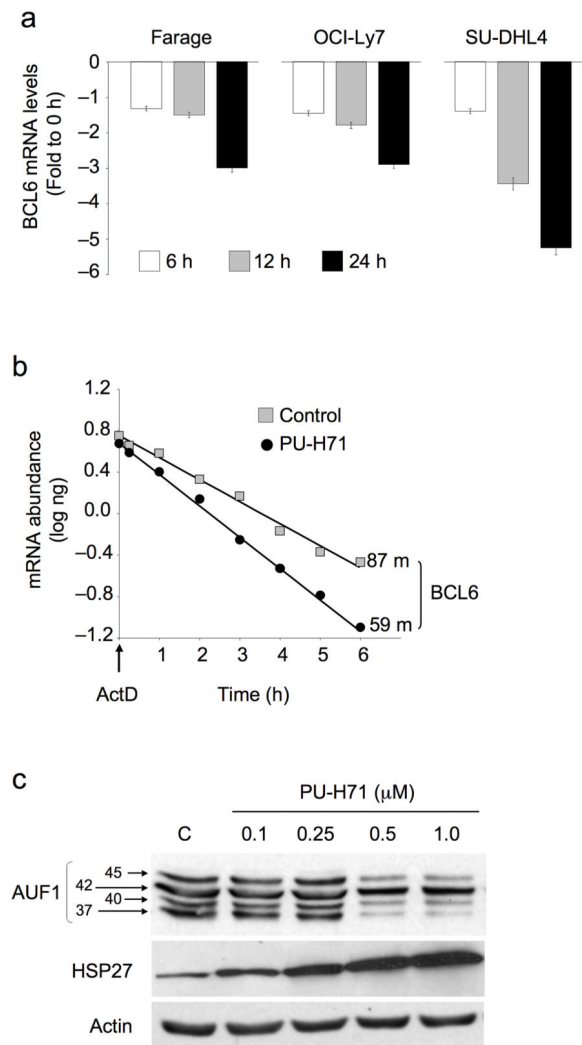 a
Farage OCI-Ly7 SU-DHL4
BCL6 mRNA levels
(Fold to 0 h)
0
–1
–2
–3
–4
–5
–6
6 h 12 h 24 h
b
mRNA abundance
(log ng)
1.2
0.8
0.4
0.0
–0.4
–0.8
–1.2
Control
PU-H71
87 m
59 m
BCL6
1 2 3 4 5 6
ActD
Time (h)
c
PU-H71 (μM)
C 0.1 0.25 0.5 1.0
AUF1
45
42
40
37
HSP27
Actin